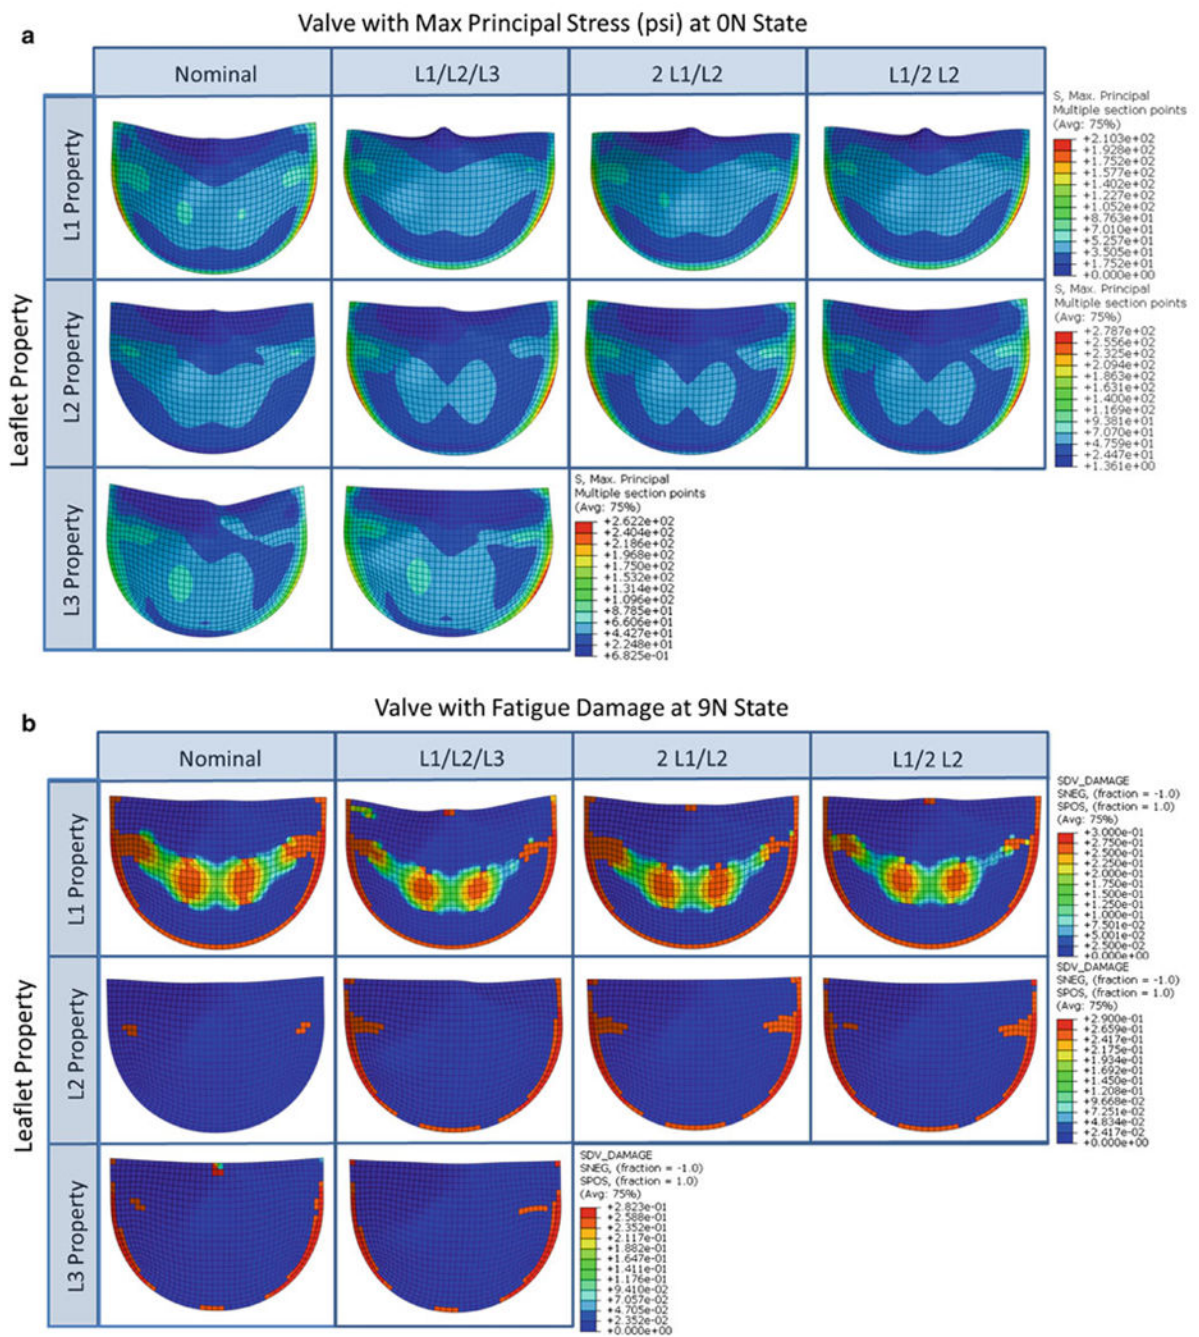 a
Valve with Max Principal Stress (psi) at 0N State
Nominal
L1/L2/L3
2 L1/L2
L1/2 L2
Leaflet Property
L1 Property
S, Max. Principal
Multiple section points
(Avg: 75%)
+2.103e+02
+1.928e+02
+1.752e+02
+1.577e+02
+1.402e+02
+1.227e+02
+1.052e+02
+8.763e+01
+7.010e+01
+5.257e+01
+3.505e+01
+1.752e+01
+0.000e+00
L2 Property
S, Max. Principal
Multiple section points
(Avg: 75%)
+2.787e+02
+2.556e+02
+2.325e+02
+2.094e+02
+1.863e+02
+1.631e+02
+1.400e+02
+1.169e+02
+9.381e+01
+7.070e+01
+4.759e+01
+2.447e+01
+1.361e+00
L3 Property
S, Max. Principal
Multiple section points
(Avg: 75%)
+2.622e+02
+2.404e+02
+2.186e+02
+1.968e+02
+1.750e+02
+1.532e+02
+1.314e+02
+1.096e+02
+8.785e+01
+6.606e+01
+4.427e+01
+2.248e+01
+6.825e-01
b
Valve with Fatigue Damage at 9N State
Nominal
L1/L2/L3
2 L1/L2
L1/2 L2
Leaflet Property
L1 Property
SDV_DAMAGE
SNEG, (fraction = -1.0)
SPOS, (fraction = 1.0)
(Avg: 75%)
+3.000e-01
+2.750e-01
+2.500e-01
+2.250e-01
+2.000e-01
+1.750e-01
+1.500e-01
+1.250e-01
+1.000e-01
+7.501e-02
+5.001e-02
+2.500e-02
+0.000e+00
L2 Property
SDV_DAMAGE
SNEG, (fraction = -1.0)
SPOS, (fraction = 1.0)
(Avg: 75%)
+2.900e-01
+2.659e-01
+2.417e-01
+2.175e-01
+1.934e-01
+1.692e-01
+1.450e-01
+1.208e-01
+9.668e-02
+7.251e-02
+4.834e-02
+2.417e-02
+0.000e+00
L3 Property
SDV_DAMAGE
SNEG, (fraction = -1.0)
SPOS, (fraction = 1.0)
(Avg: 75%)
+2.823e-01
+2.588e-01
+2.352e-01
+2.117e-01
+1.882e-01
+1.647e-01
+1.411e-01
+1.176e-01
+9.410e-02
+7.057e-02
+4.705e-02
+2.352e-02
+0.000e+00